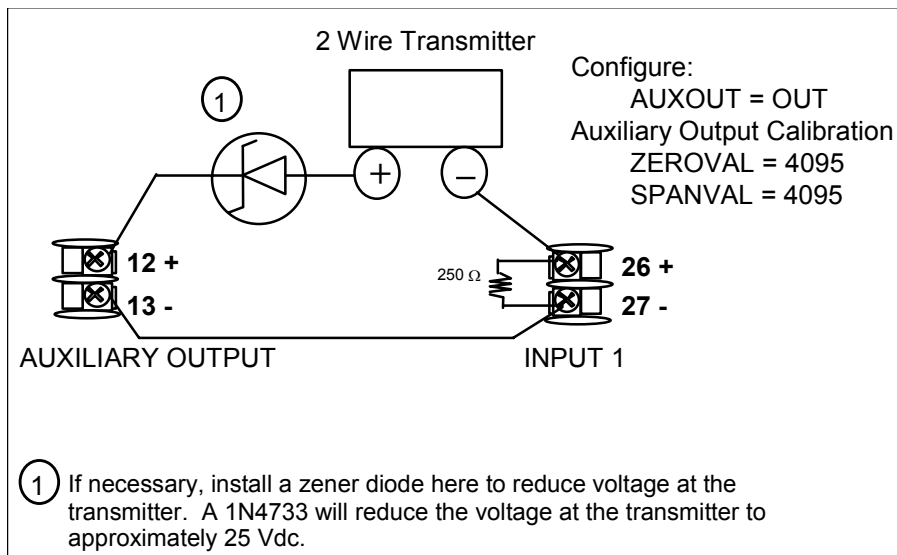 2 Wire Transmitter
Configure:
AUXOUT = OUT
Auxiliary Output Calibration
ZEROVAL = 4095
SPANVAL = 4095
1
+
−
12 +
13 -
250 Ω
26 +
27 -
AUXILIARY OUTPUT
INPUT 1
1 If necessary, install a zener diode here to reduce voltage at the
transmitter. A 1N4733 will reduce the voltage at the transmitter to
approximately 25 Vdc.